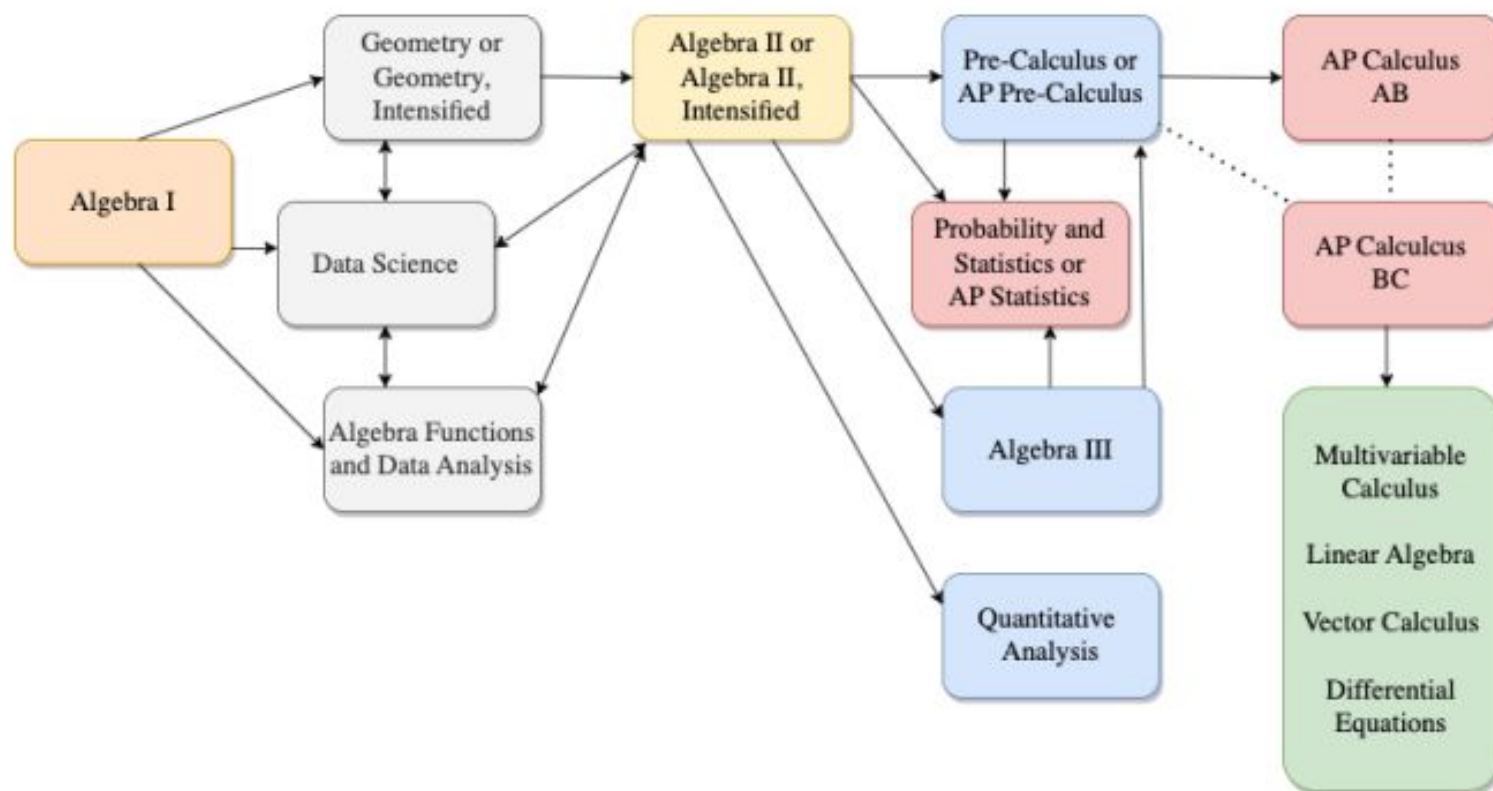 Geometry or
Geometry,
Intensified
Algebra II or
Algebra II,
Intensified
Pre-Calculus or
AP Pre-Calculus
AP Calculus
AB
Algebra I
Data Science
Probability and
Statistics or
AP Statistics
AP Calculcus
BC
Algebra Functions
and Data Analysis
Algebra III
Multivariable
Calculus
Linear Algebra
Vector Calculus
Differential
Equations
Quantitative
Analysis